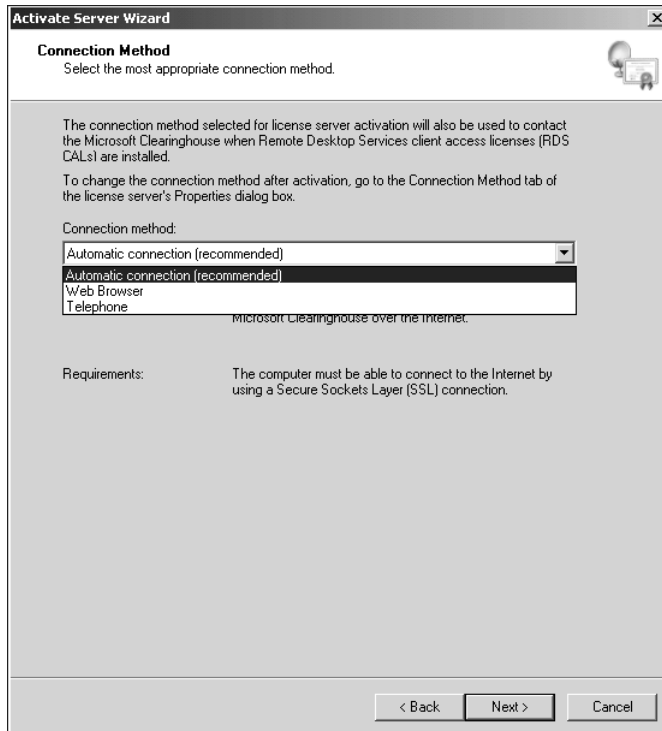 Activate Server Wizard
Connection Method
Select the most appropriate connection method.
The connection method selected for license server activation will also be used to contact
the Microsoft Clearinghouse when Remote Desktop Services client access licenses (RDS
CALs) are installed.
To change the connection method after activation, go to the Connection Method tab of
the license server's Properties dialog box.
Connection method:
Automatic connection (recommended)
Automatic connection (recommended)
Web Browser
Telephone
Microsoft Clearinghouse over the Internet.
Requirements: The computer must be able to connect to the Internet by
using a Secure Sockets Layer (SSL) connection.
< Back Next > Cancel